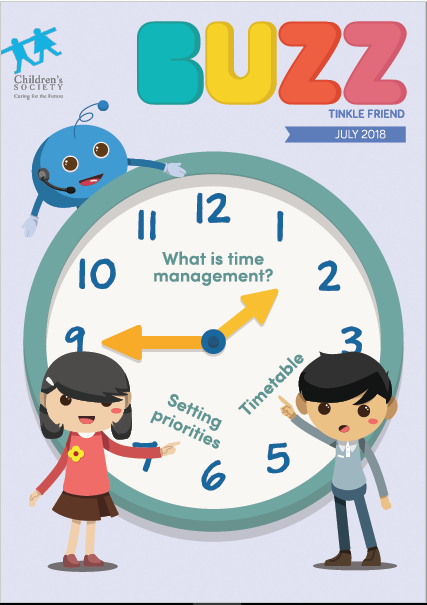 Children's
SOCIETY
Caring for the Future
BUZZ
TINKLE FRIEND
JULY 2018
12
11
1
What is time
management?
10
2
9
3
Timetable
Setting
priorities
7
5
6